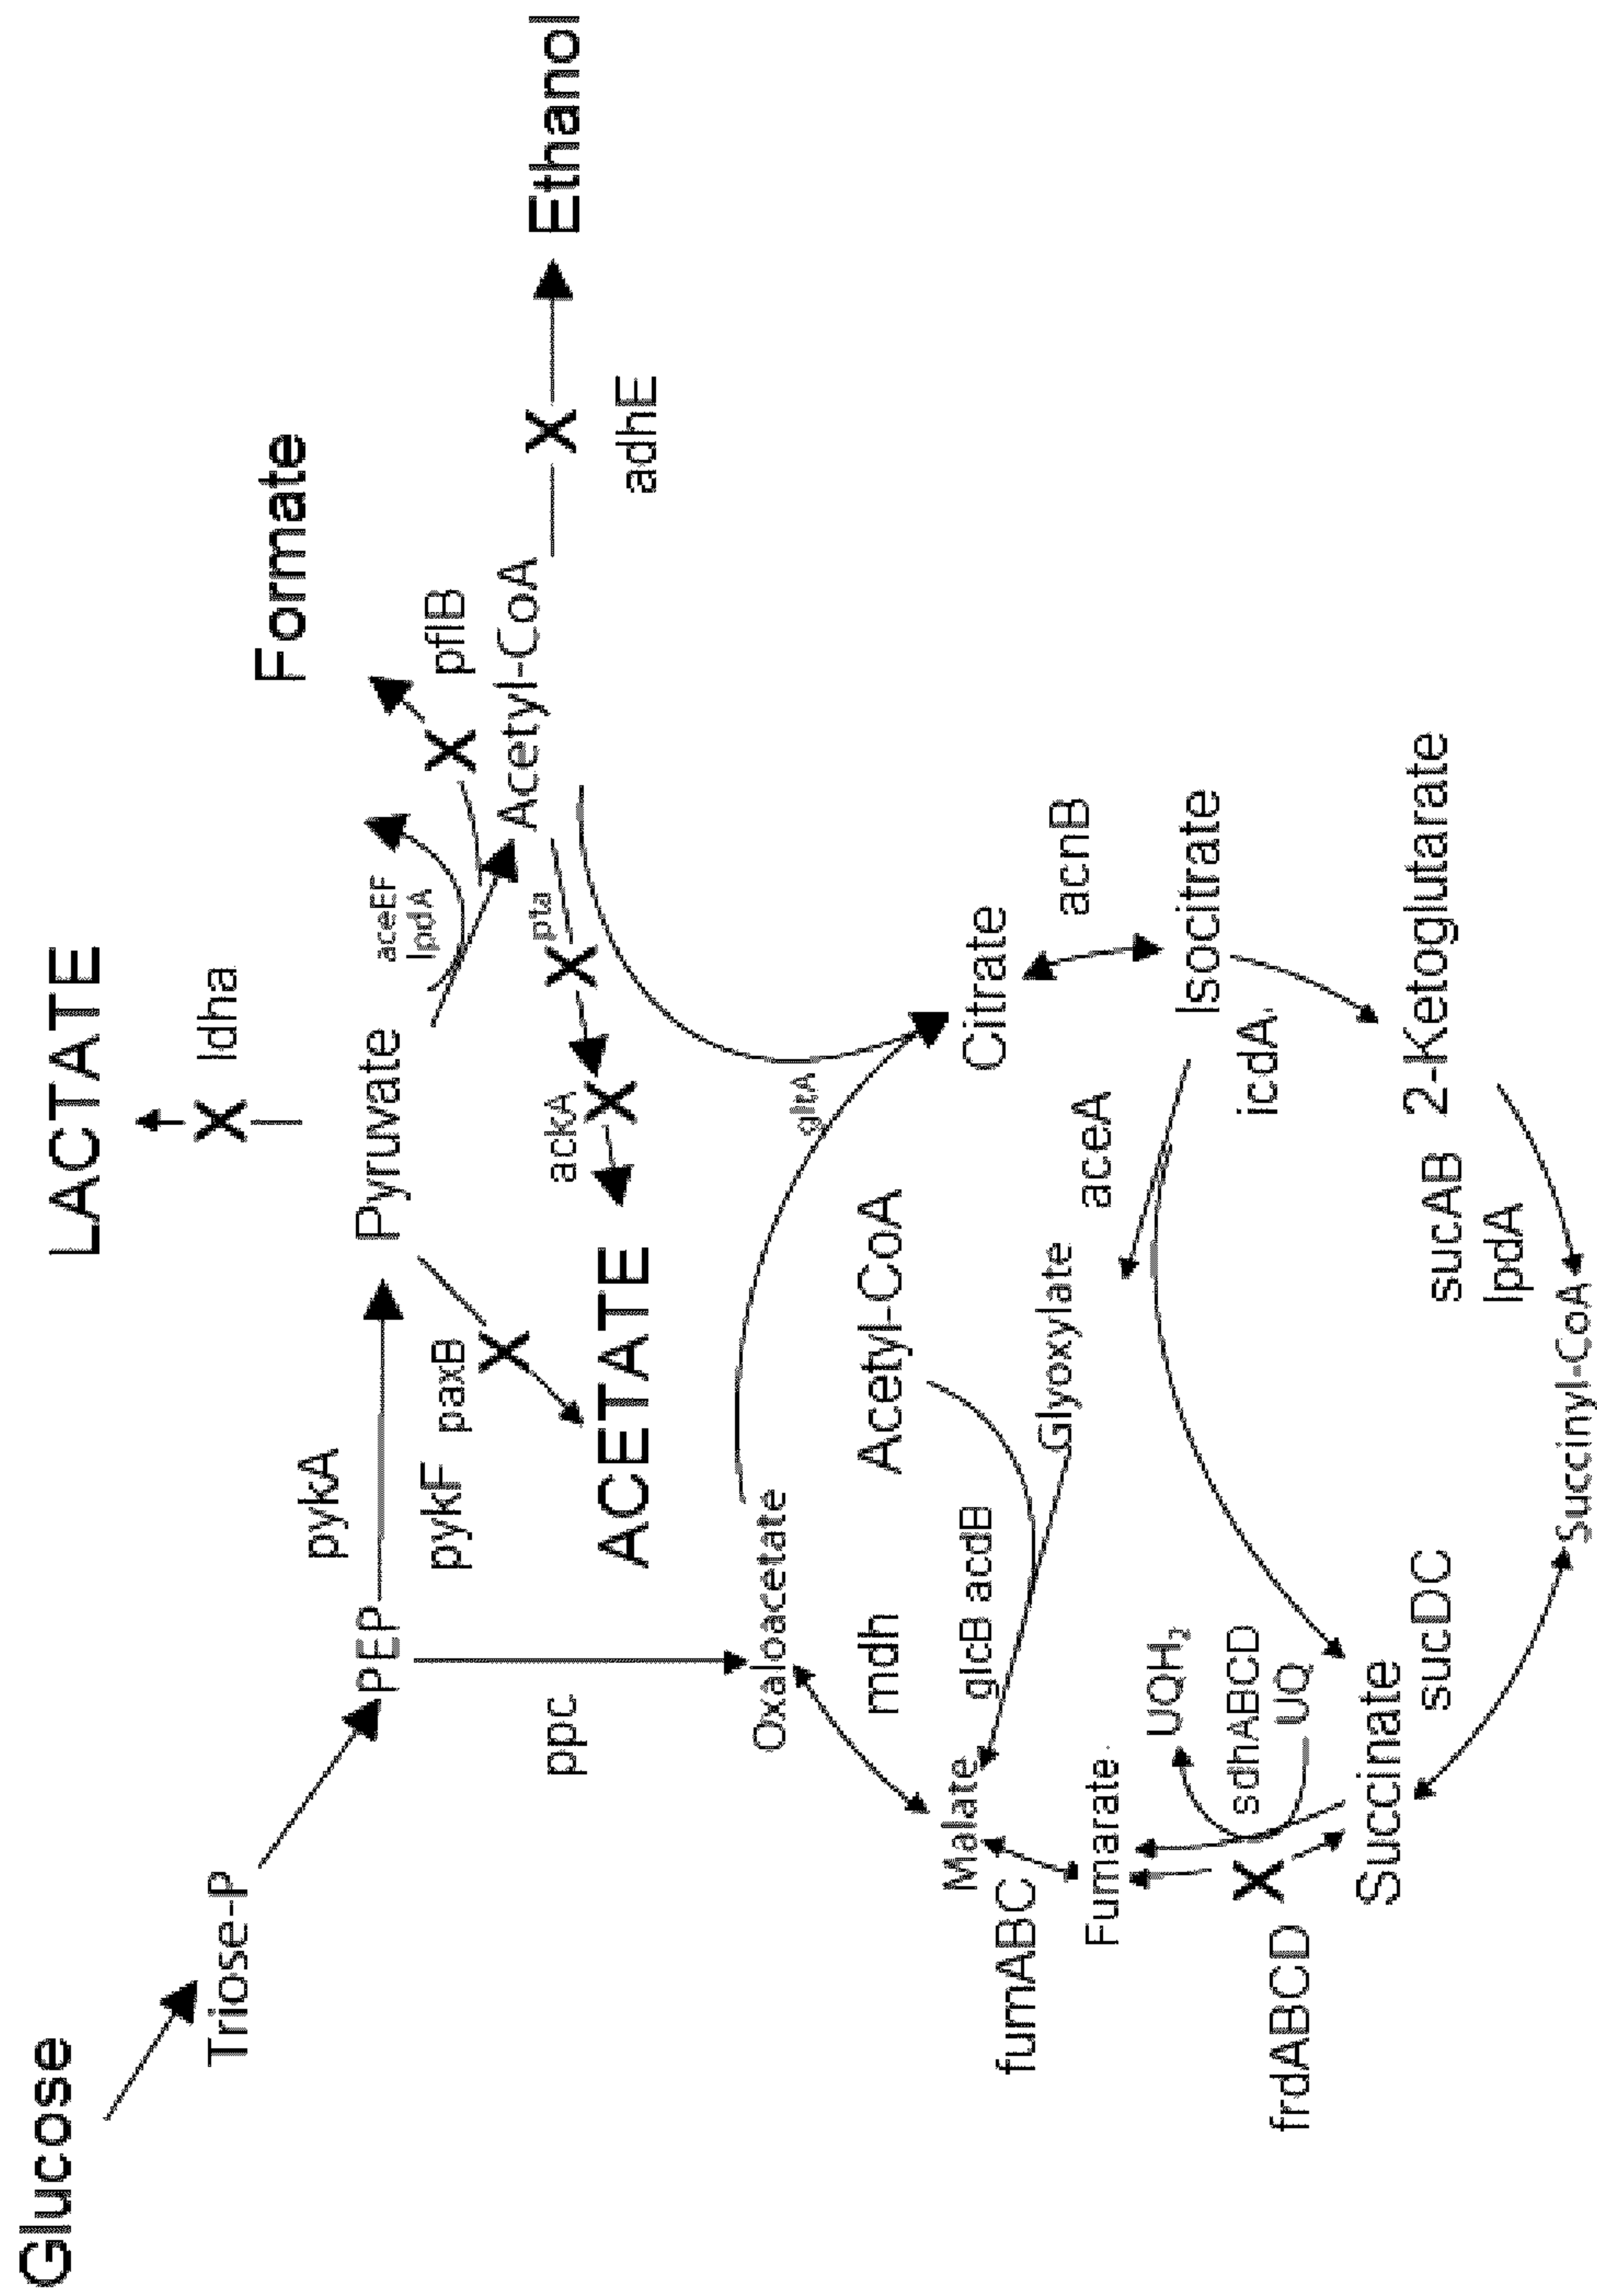 Glucose
Triose-P
PEP
pykA
pykF
Pyruvate
LACTATE
ldha
paxB
ACETATE
aceEF
lpdA
Formate
pflB
Acetyl-CoA
pta
ackA
adhE
Ethanol
ppc
Oxaloacetate
gltA
mdh
Acetyl-CoA
Malate
glcB acdB
Glyoxylate
Citrate
acnB
aceA
Isocitrate
icdA
fumABC
Fumarate
UQH₂
sdhABCD
UQ
frdABCD
Succinate
sucDC
2-Ketoglutarate
sucAB
lpdA
Succinyl-CoA